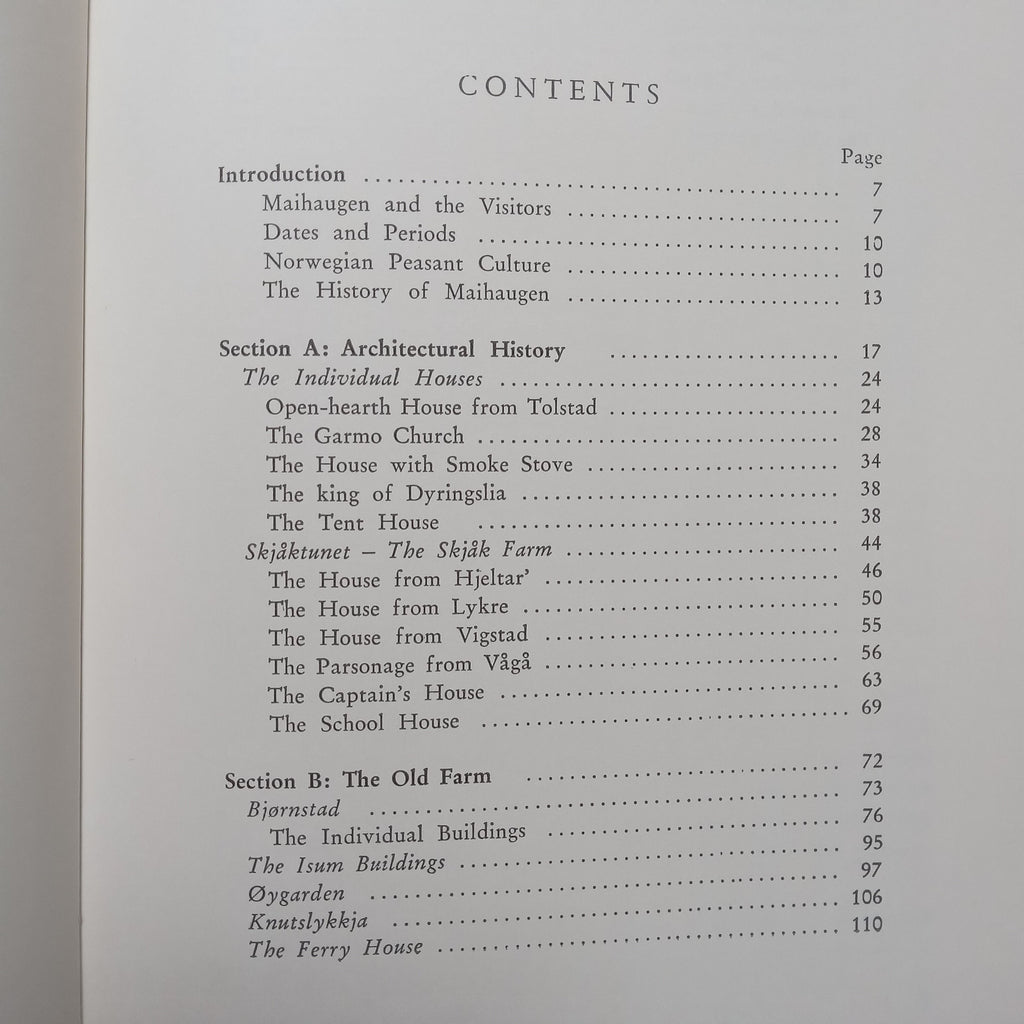 CONTENTS
Page
Introduction ........................................ 7
Maihaugen and the Visitors ........................ 7
Dates and Periods ................................ 10
Norwegian Peasant Culture ........................ 10
The History of Maihaugen ........................ 13
Section A: Architectural History .................... 17
The Individual Houses .............................. 24
Open-hearth House from Tolstad .................... 24
The Garmo Church ................................ 28
The House with Smoke Stove ...................... 34
The king of Dyringslia ............................ 38
The Tent House ................................ 38
Skjåktunet – The Skjåk Farm ........................ 44
The House from Hjeltar’ .......................... 46
The House from Lykre ............................ 50
The House from Vigstad .......................... 55
The Parsonage from Vågå .......................... 56
The Captain’s House .............................. 63
The School House ................................ 69
Section B: The Old Farm ............................ 72
Bjørnstad ........................................ 73
The Individual Buildings .......................... 76
The Isum Buildings ................................ 95
Øygarden ........................................ 97
Knutslykkja ...................................... 106
The Ferry House .................................. 110